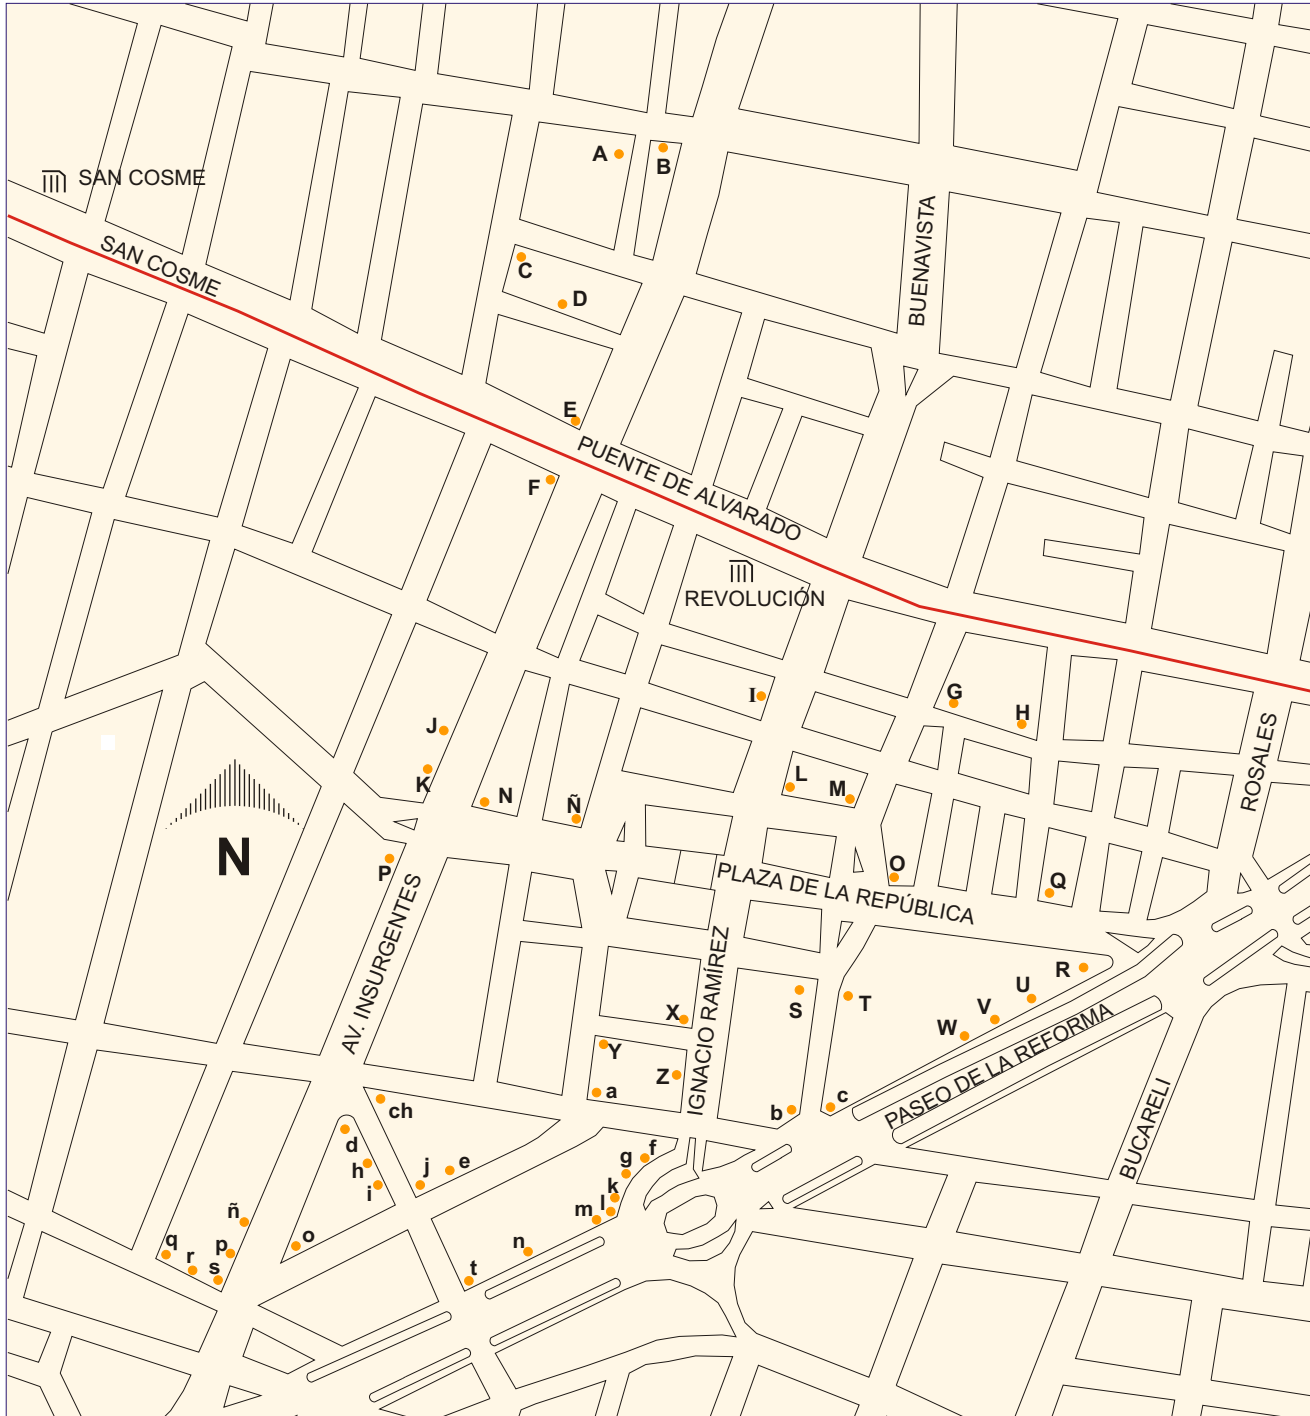 A
B
SAN COSME
SAN COSME
BUENAVISTA
C
D
E
PUENTE DE ALVARADO
F
REVOLUCIÓN
I
G
H
J
K
N
Ñ
L
M
ROSALES
N
P
O
Q
PLAZA DE LA REPÚBLICA
AV. INSURGENTES
IGNACIO RAMÍREZ
R
S
T
U
V
W
X
Y
Z
a
b
c
PASEO DE LA REFORMA
BUCARELI
ch
d
h
i
j
e
f
g
k
l
m
n
ñ
o
p
q
r
s
t